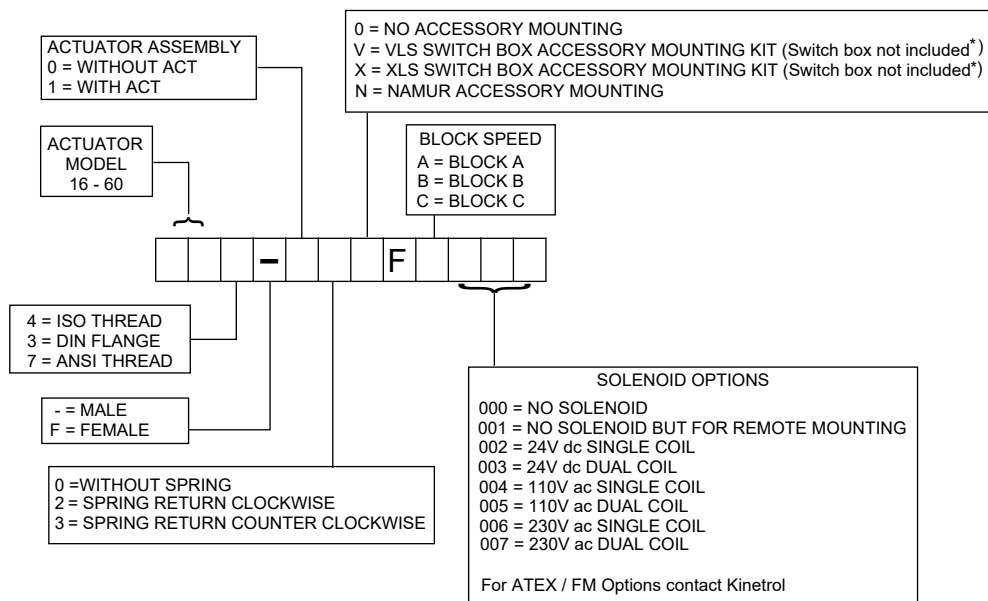 ACTUATOR ASSEMBLY
0 = WITHOUT ACT
1 = WITH ACT
0 = NO ACCESSORY MOUNTING
V = VLS SWITCH BOX ACCESSORY MOUNTING KIT (Switch box not included*)
X = XLS SWITCH BOX ACCESSORY MOUNTING KIT (Switch box not included*)
N = NAMUR ACCESSORY MOUNTING
ACTUATOR
MODEL
16 - 60
BLOCK SPEED
A = BLOCK A
B = BLOCK B
C = BLOCK C
- F
4 = ISO THREAD
3 = DIN FLANGE
7 = ANSI THREAD
- = MALE
F = FEMALE
0 =WITHOUT SPRING
2 = SPRING RETURN CLOCKWISE
3 = SPRING RETURN COUNTER CLOCKWISE
SOLENOID OPTIONS
000 = NO SOLENOID
001 = NO SOLENOID BUT FOR REMOTE MOUNTING
002 = 24V dc SINGLE COIL
003 = 24V dc DUAL COIL
004 = 110V ac SINGLE COIL
005 = 110V ac DUAL COIL
006 = 230V ac SINGLE COIL
007 = 230V ac DUAL COIL
For ATEX / FM Options contact Kinetrol